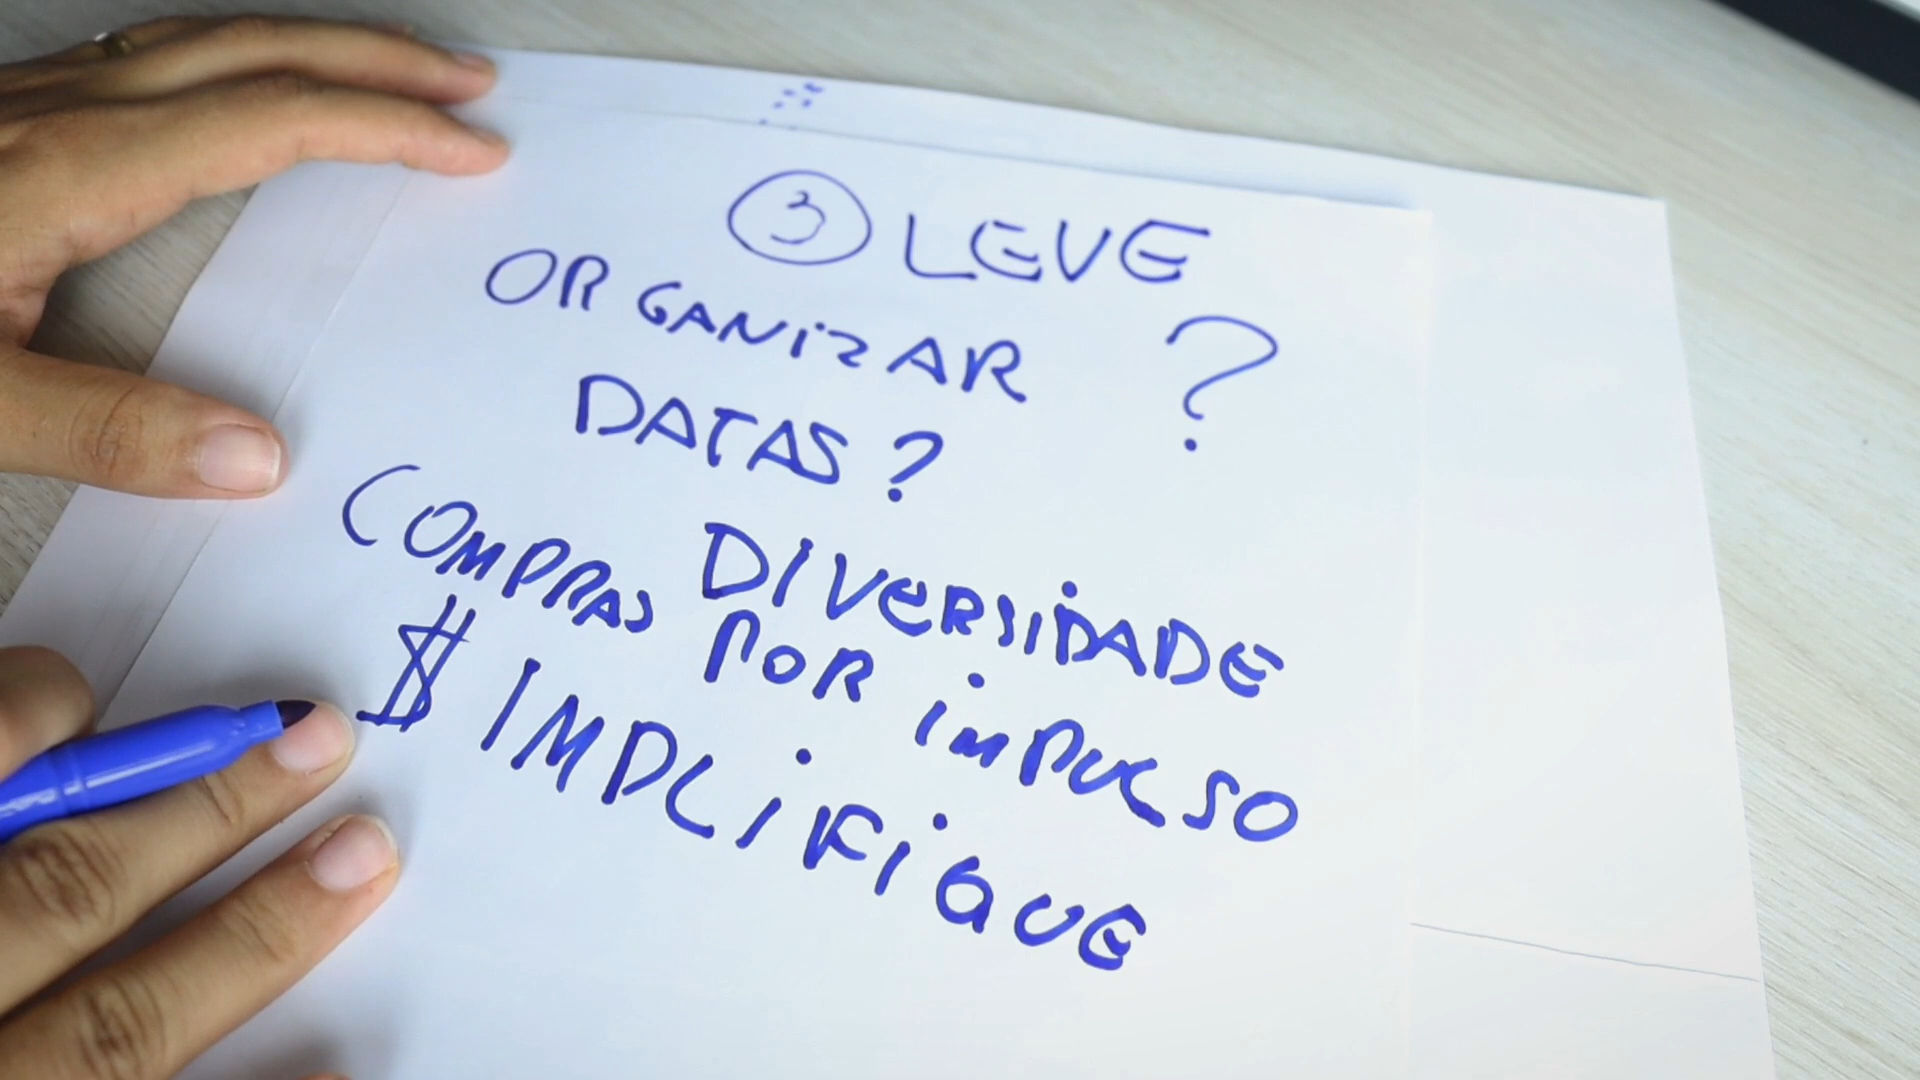 3 LEVE
ORGANIZAR ?
DATAS?
DIVERSIDADE
COMPRAS POR IMPULSO
$IMPLIFIQUE